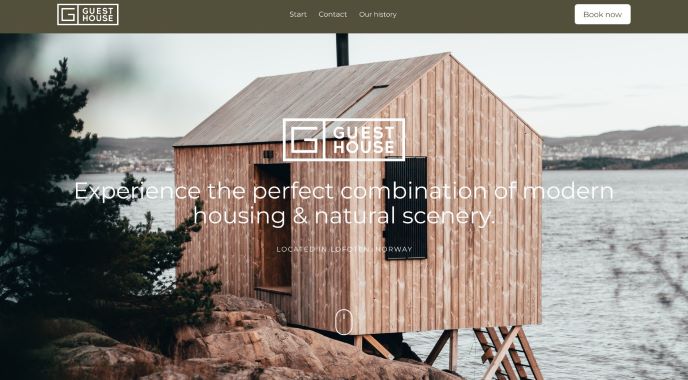 GUEST
HOUSE
Start
Contact
Our history
Book now
GUEST
HOUSE
Experience the perfect combination of modern
housing & natural scenery.
LOCATED IN LOFOTEN, NORWAY